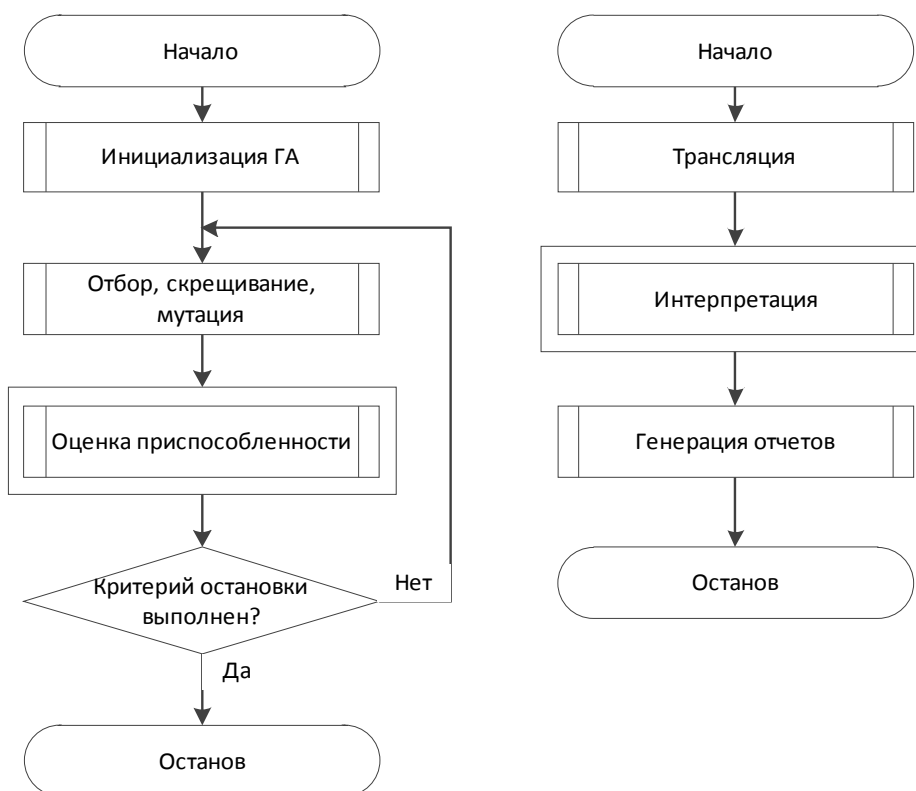 Начало
Инициализация ГА
Отбор, скрещивание,
мутация
Оценка приспособленности
Критерий остановки
выполнен?
Нет
Да
Останов
Начало
Трансляция
Интерпретация
Генерация отчетов
Останов